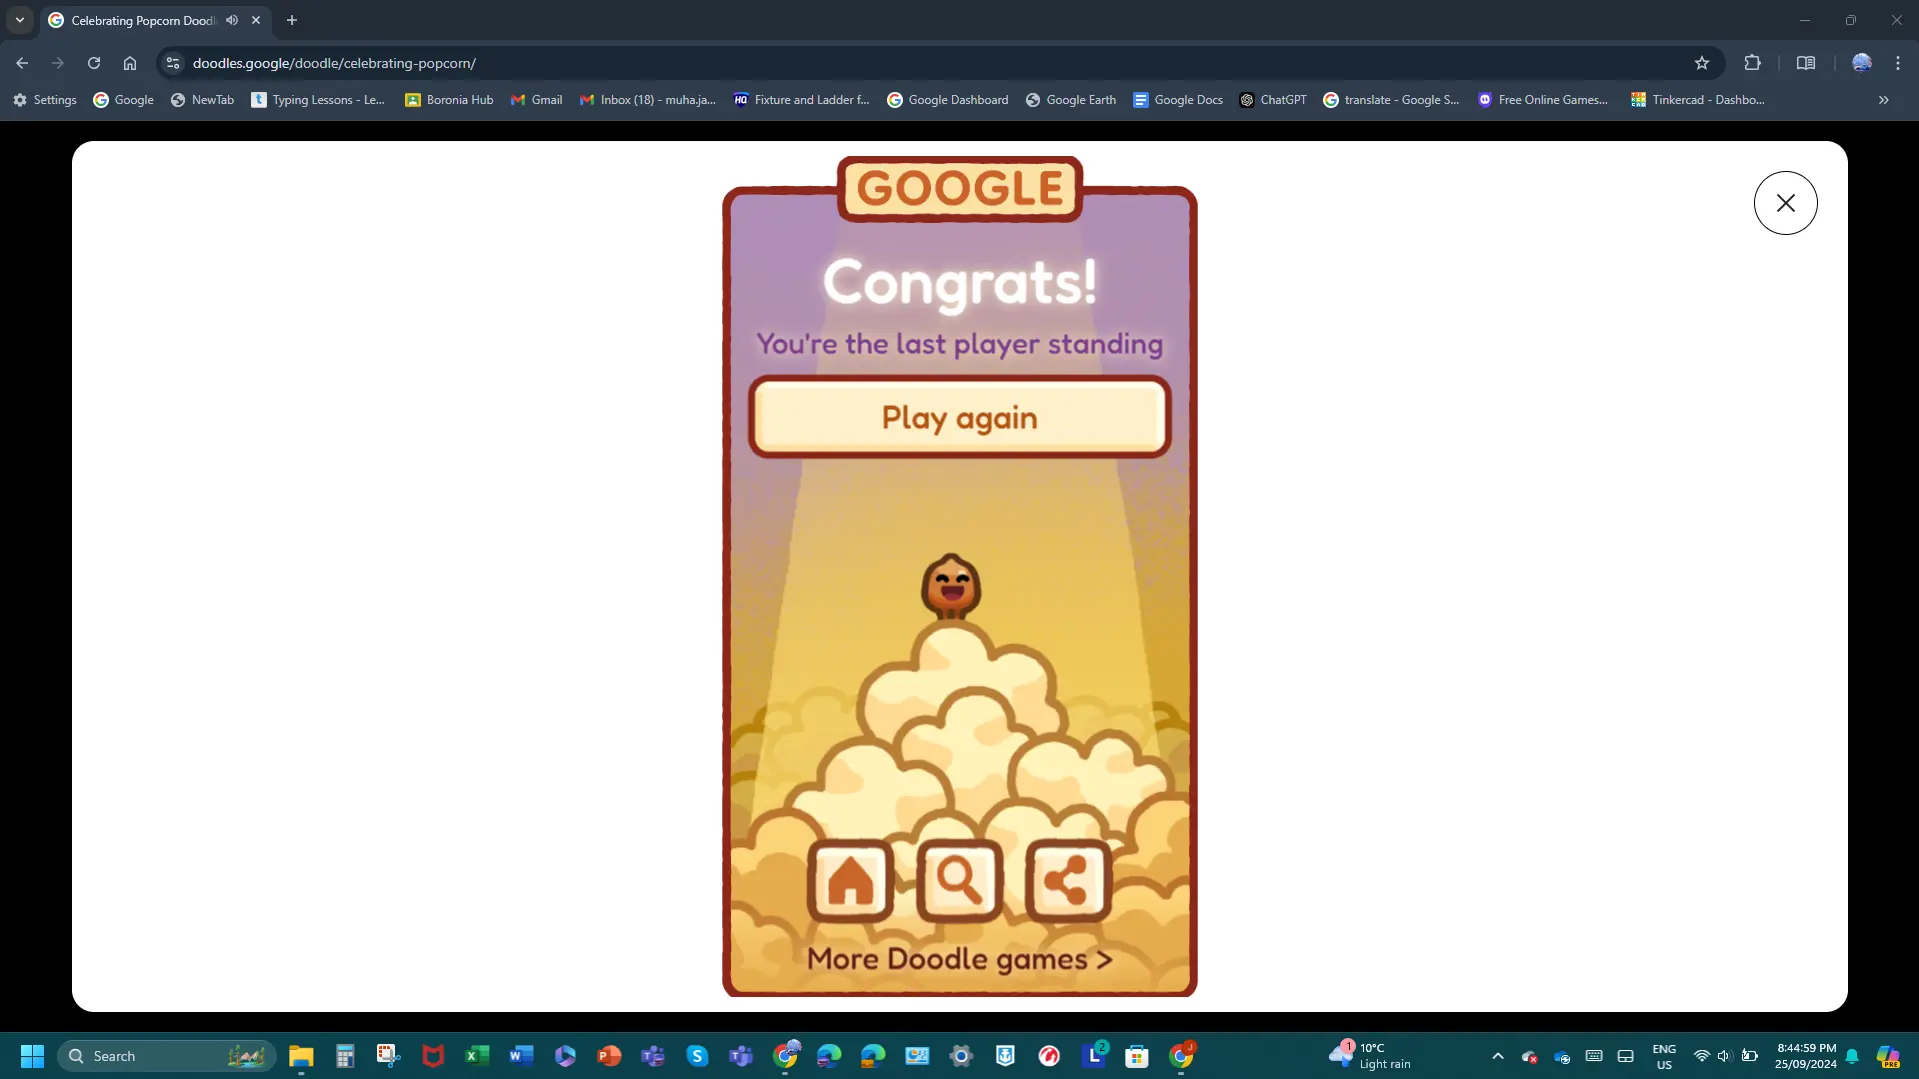 Celebrating Popcorn Doodl
doodles.google/doodle/celebrating-popcorn/
Settings
Google
NewTab
Typing Lessons - Le...
Boronia Hub
Gmail
Inbox (18) - muha.ja...
HQ
Fixture and Ladder f...
Google Dashboard
Google Earth
Google Docs
ChatGPT
translate - Google S...
Free Online Games...
Tinkercad - Dashbo...
GOOGLE
Congrats!
You're the last player standing
Play again
More Doodle games >
Search
2
J
1
10°C
Light rain
ENG
US
8:44:59 PM
25/09/2024
PRE